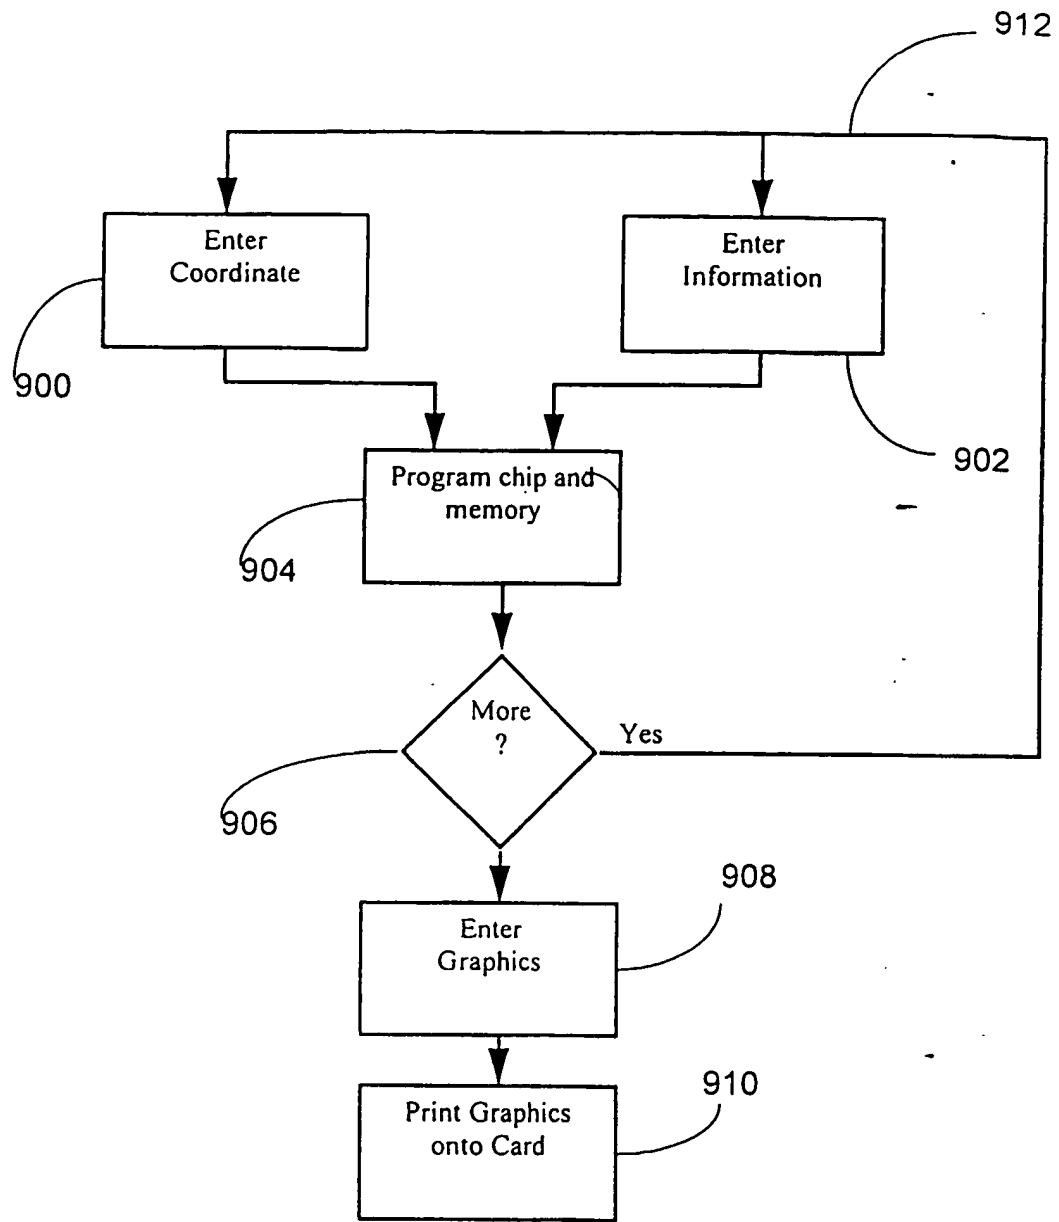 912
Enter
Coordinate
Enter
Information
900
902
Program chip and
memory
904
More
?
Yes
906
908
Enter
Graphics
910
Print Graphics
onto Card